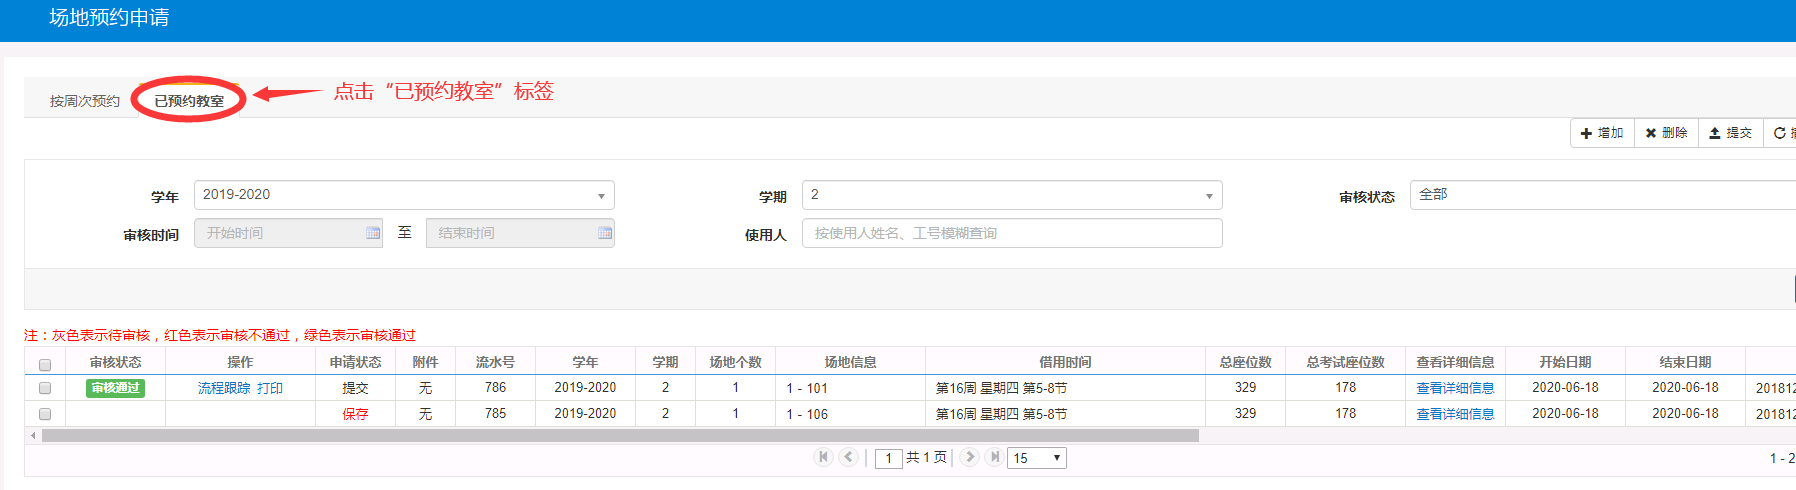 场地预约申请
按周次预约 已预约教室 点击“已预约教室”标签
增加 删除 提交
学年 2019-2020 学期 2 审核状态 全部
审核时间 开始时间 至 结束时间 使用人 按使用人姓名、工号模糊查询
注：灰色表示待审核，红色表示审核不通过，绿色表示审核通过
审核状态 操作 申请状态 附件 流水号 学年 学期 场地个数 场地信息 借用时间 总座位数 总考试座位数 查看详细信息 开始日期 结束日期
审核通过 流程跟踪 打印 提交 无 786 2019-2020 2 1 1 - 101 第16周 星期四 第5-8节 329 178 查看详细信息 2020-06-18 2020-06-18 201812
保存 无 785 2019-2020 2 1 1 - 106 第16周 星期四 第5-8节 329 178 查看详细信息 2020-06-18 2020-06-18 201812
1 共 1 页 15 1 - 2